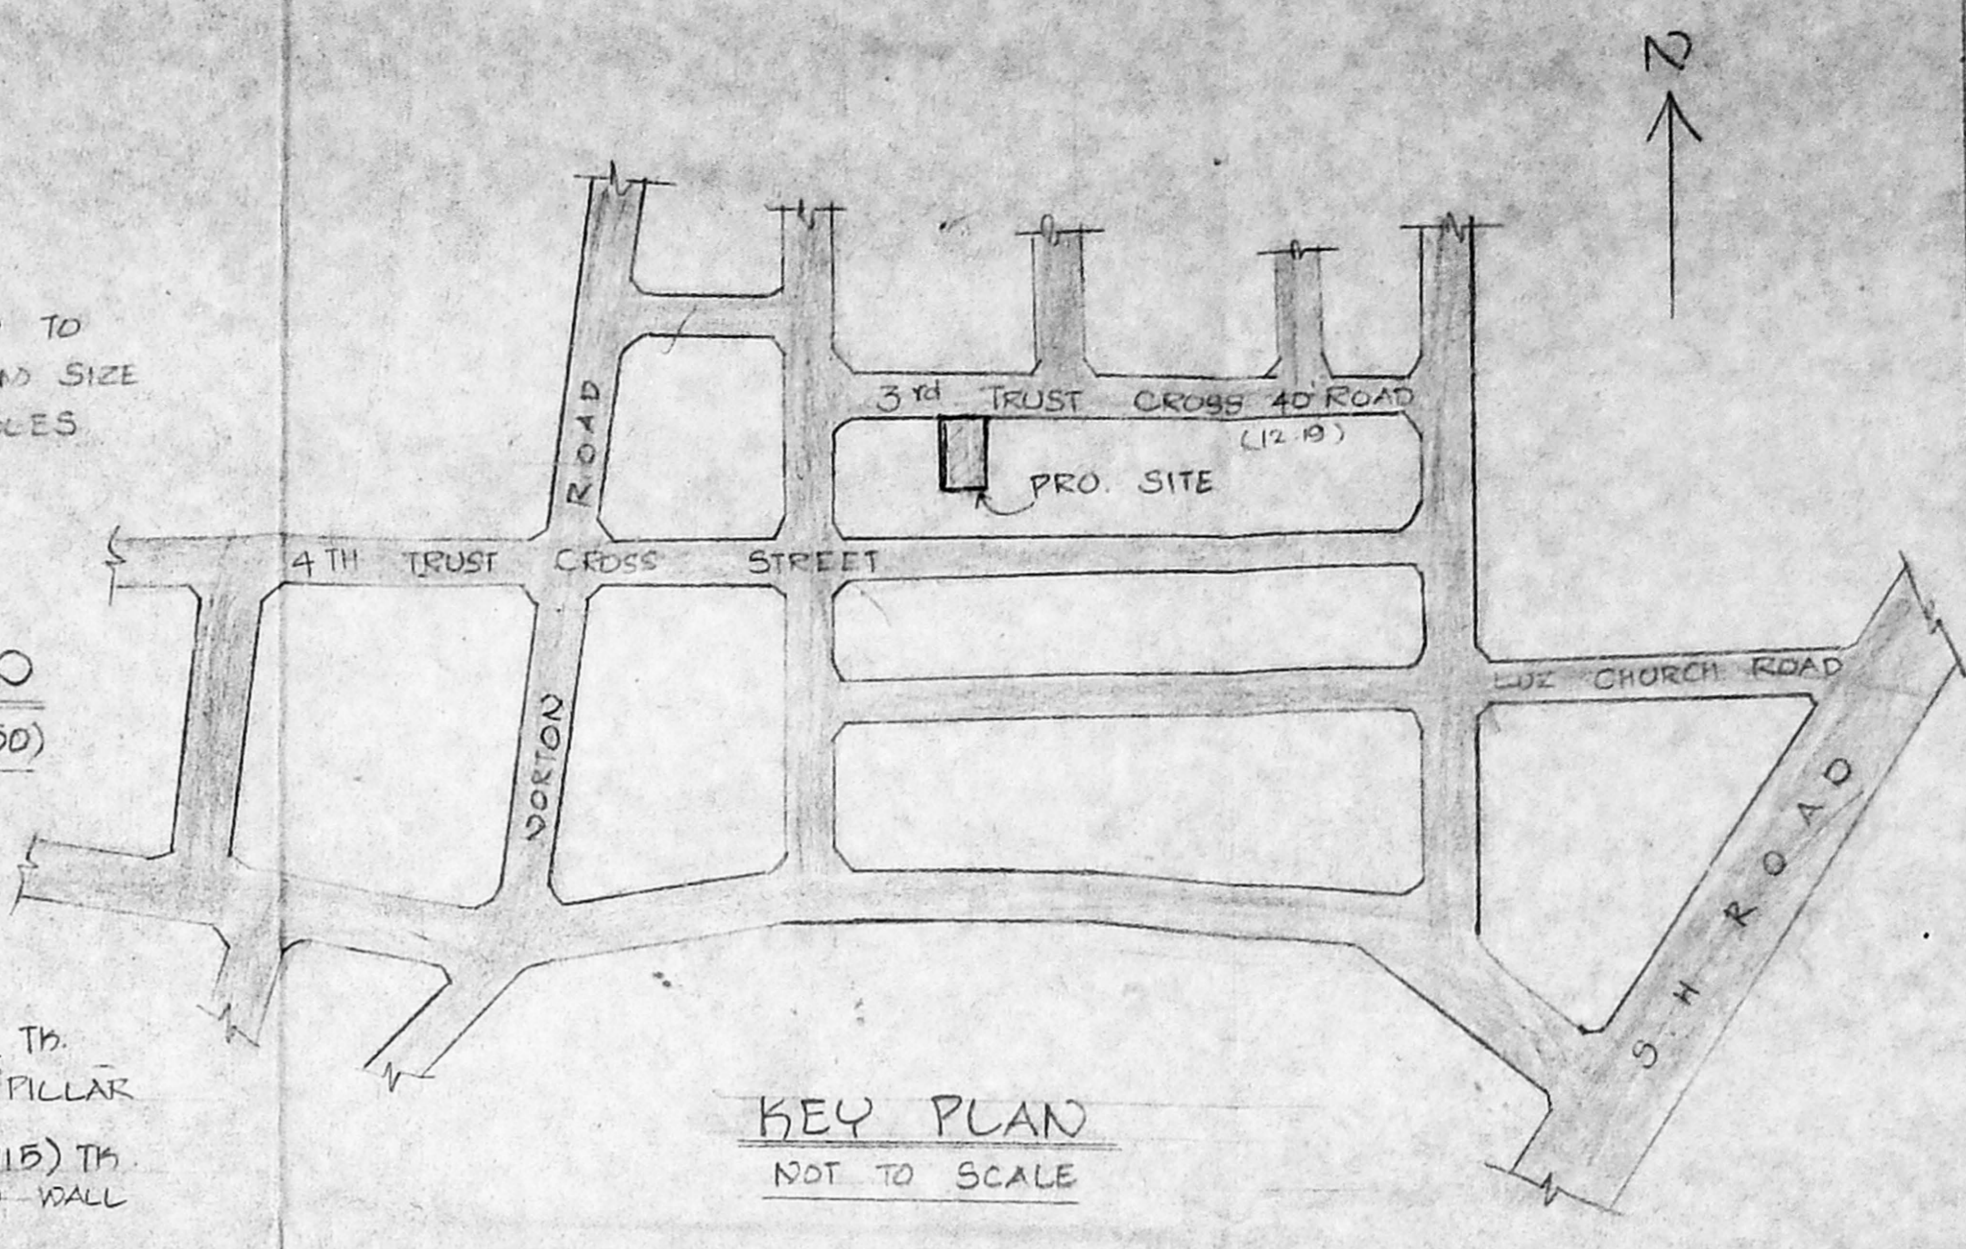 N
TO
SIZE
3rd TRUST CROSS 40' ROAD
(12.19)
PRO. SITE
ROAD
4TH TRUST CROSS STREET
LUZ CHURCH ROAD
NORTON
S. H ROAD
TK.
PILLAR
15) TK.
WALL
KEY PLAN
NOT TO SCALE